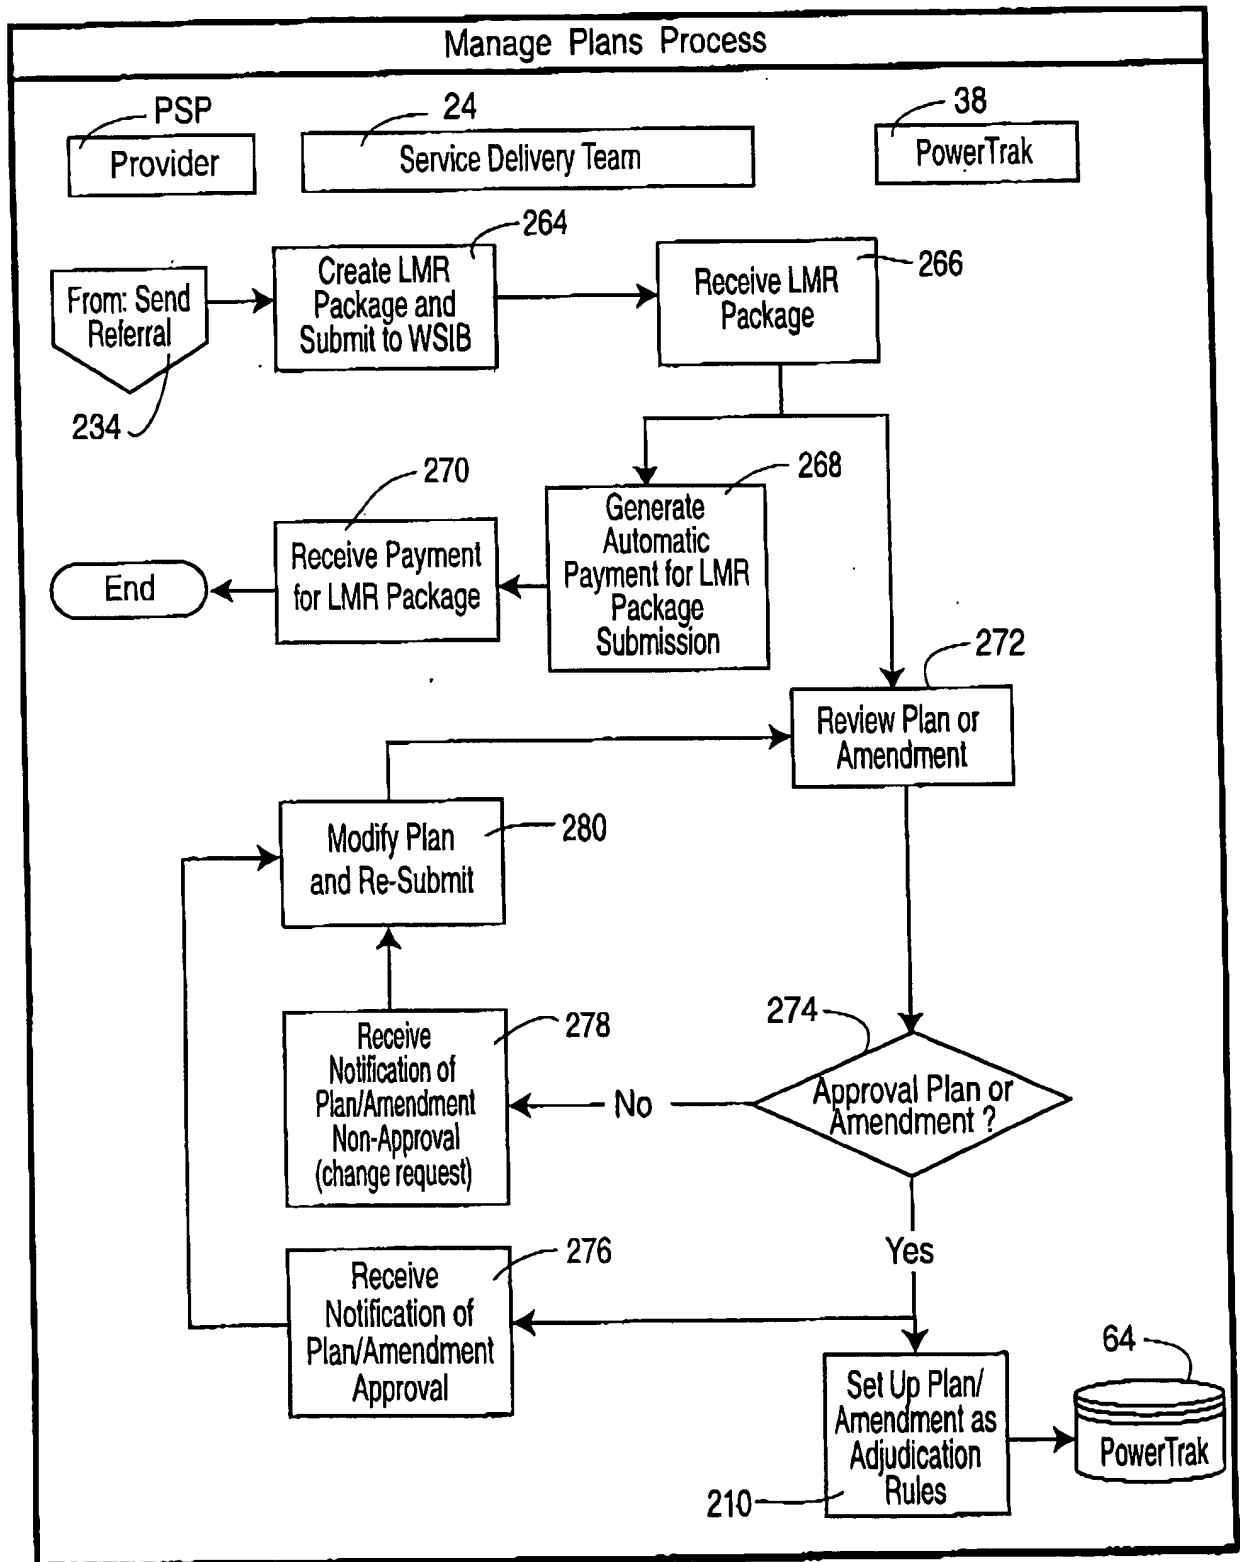 Manage Plans Process
PSP
24
38
Provider
Service Delivery Team
PowerTrak
264
266
From: Send
Referral
234
Create LMR
Package and
Submit to WSIB
Receive LMR
Package
270
268
End
Receive Payment
for LMR Package
Generate
Automatic
Payment for LMR
Package
Submission
272
Review Plan or
Amendment
280
Modify Plan
and Re-Submit
274
278
Receive
Notification of
Plan/Amendment
Non-Approval
(change request)
No
Approval Plan or
Amendment ?
Yes
276
Receive
Notification of
Plan/Amendment
Approval
64
Set Up Plan/
Amendment as
Adjudication
Rules
210
PowerTrak